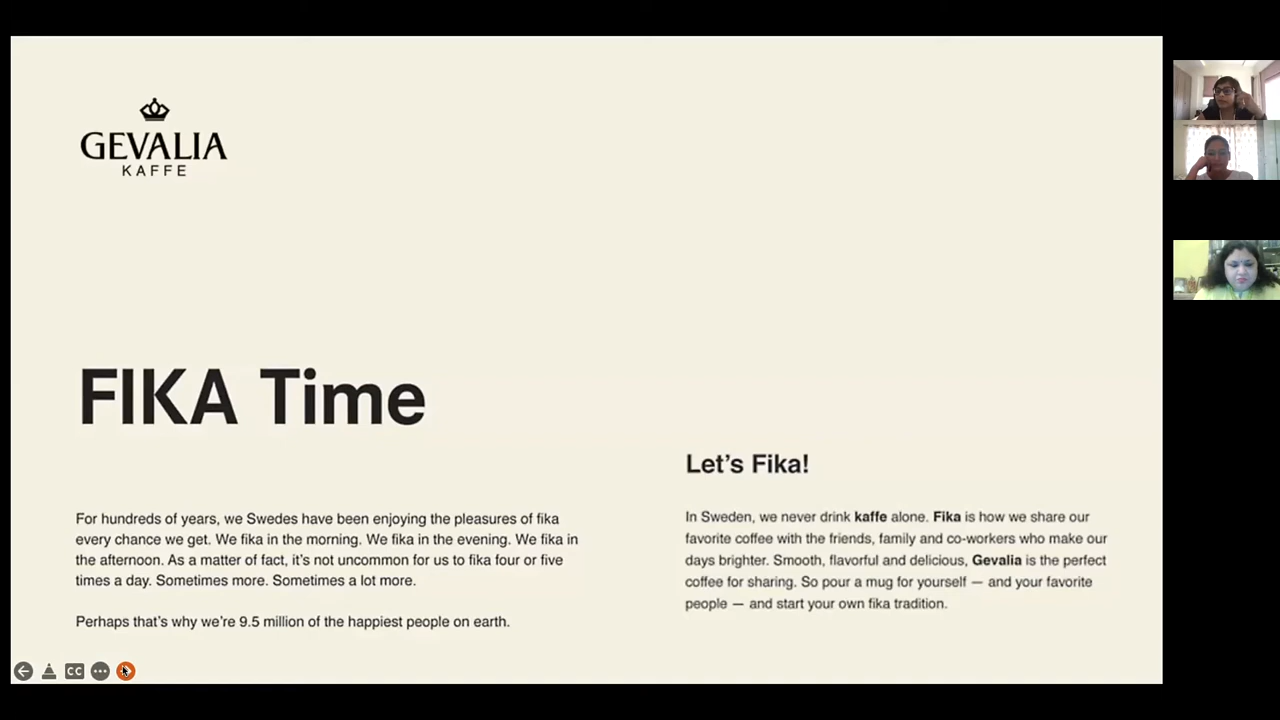 GEVALIA
KAFFE
FIKA Time
For hundreds of years, we Swedes have been enjoying the pleasures of fika
every chance we get. We fika in the morning. We fika in the evening. We fika in
the afternoon. As a matter of fact, it’s not uncommon for us to fika four or five
times a day. Sometimes more. Sometimes a lot more.
Perhaps that’s why we’re 9.5 million of the happiest people on earth.
Let’s Fika!
In Sweden, we never drink kaffe alone. Fika is how we share our
favorite coffee with the friends, family and co-workers who make our
days brighter. Smooth, flavorful and delicious, Gevalia is the perfect
coffee for sharing. So pour a mug for yourself — and your favorite
people — and start your own fika tradition.
CC